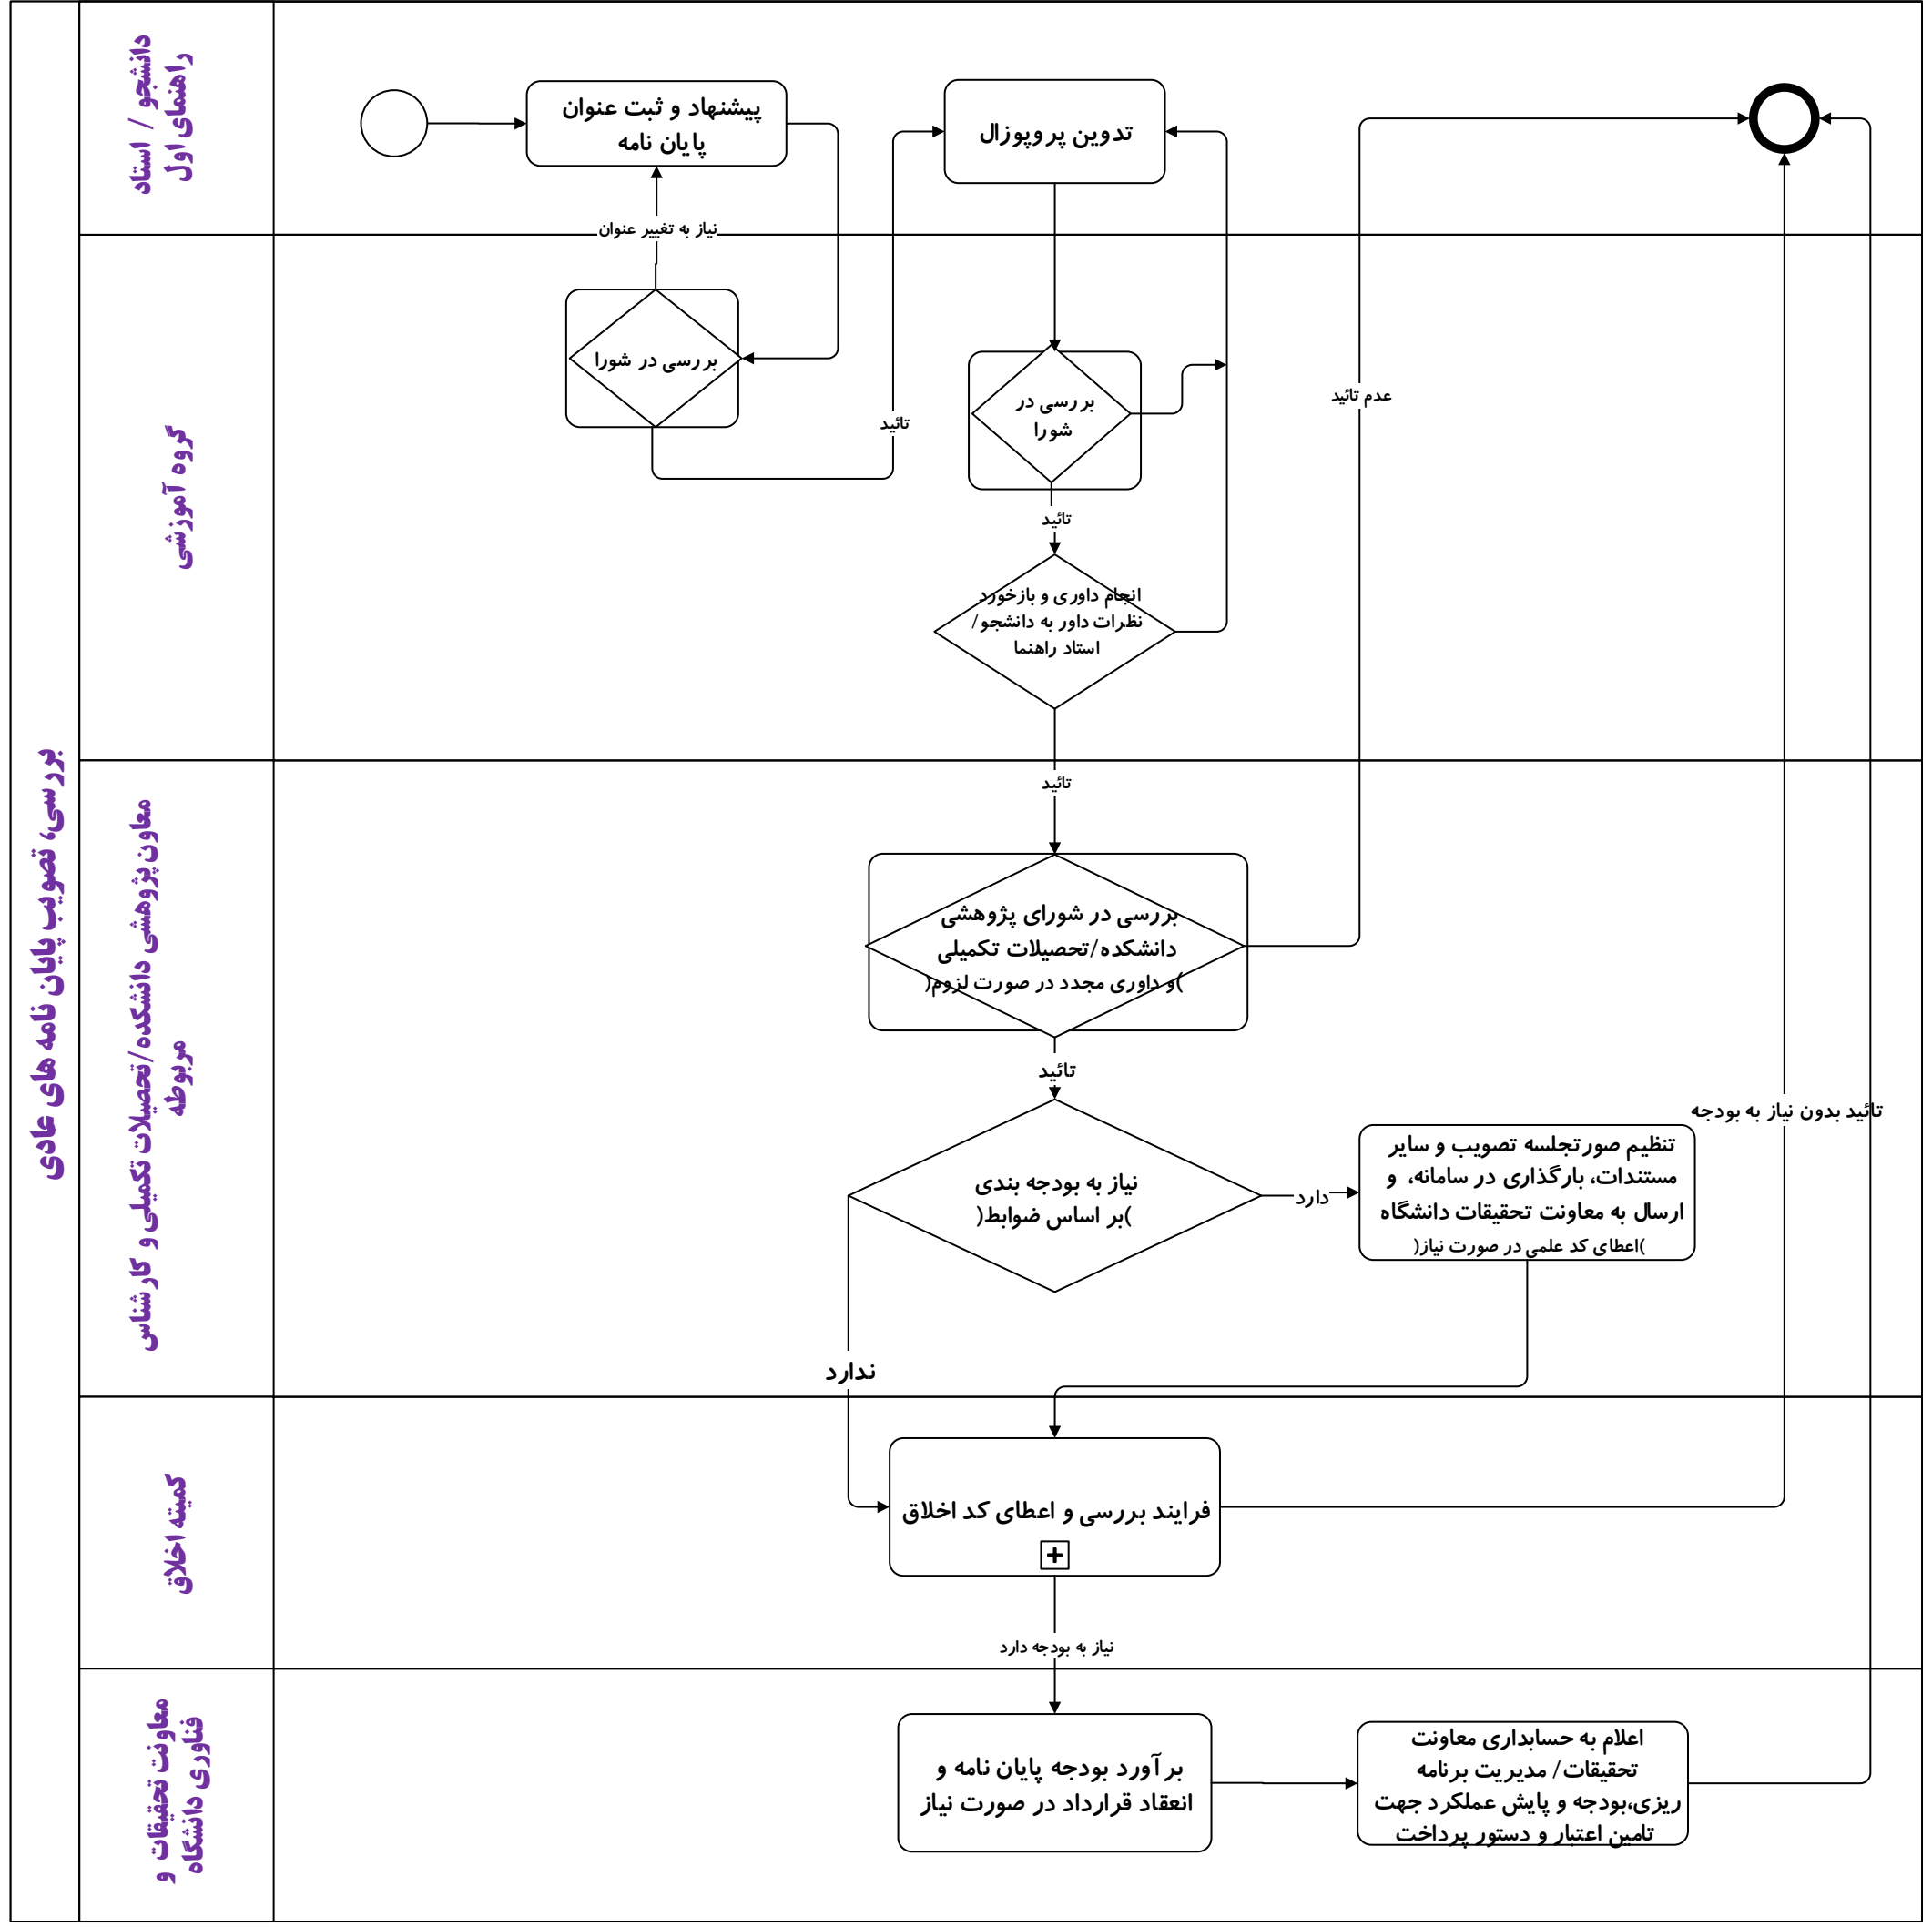 بررسی، تصویب پایان نامه های عادی
دانشجو / استاد
راهنمای اول
پیشنهاد و ثبت عنوان
پایان نامه
تدوین پروپوزال
نیاز به تغییر عنوان
گروه آموزشی
بررسی در شورا
تائید
بررسی در
شورا
عدم تائید
تائید
انجام داوری و بازخورد
نظرات داور به دانشجو/
استاد راهنما
معاون پژوهشی دانشکده/تحصیلات تکمیلی و کارشناس
مربوطه
تائید
بررسی در شورای پژوهشی
دانشکده/تحصیلات تکمیلی
)و داوری مجدد در صورت لزوم(
تائید
نیاز به بودجه بندی
)بر اساس ضوابط(
دارد
تنظیم صورتجلسه تصویب و سایر
مستندات، بارگذاری در سامانه، و
ارسال به معاونت تحقیقات دانشگاه
)اعطای کد علمی در صورت نیاز(
تائید بدون نیاز به بودجه
ندارد
کمیته اخلاق
فرایند بررسی و اعطای کد اخلاق
نیاز به بودجه دارد
معاونت تحقیقات و
فناوری دانشگاه
برآورد بودجه پایان نامه و
انعقاد قرارداد در صورت نیاز
اعلام به حسابداری معاونت
تحقیقات/ مدیریت برنامه
ریزی،بودجه و پایش عملکرد جهت
تامین اعتبار و دستور پرداخت